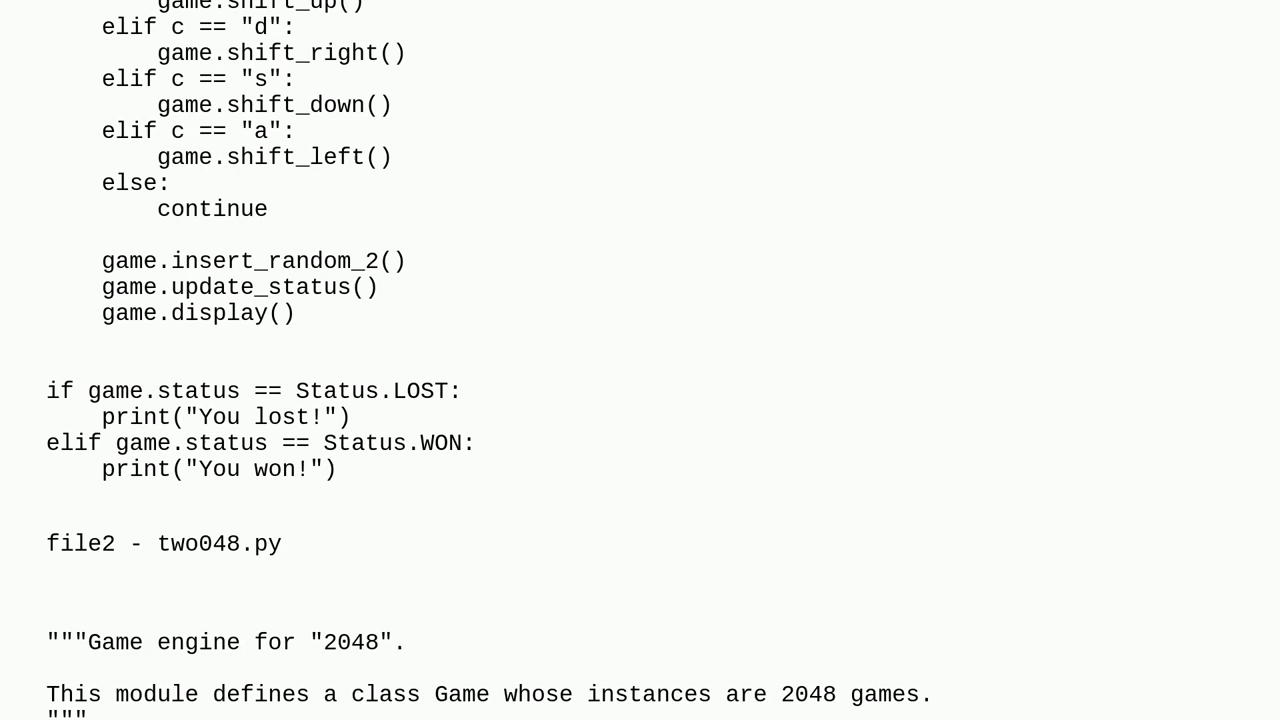 game.shift_up()
elif c == "d":
game.shift_right()
elif c == "s":
game.shift_down()
elif c == "a":
game.shift_left()
else:
continue
game.insert_random_2()
game.update_status()
game.display()
if game.status == Status.LOST:
print("You lost!")
elif game.status == Status.WON:
print("You won!")
file2 - two048.py
"""Game engine for "2048".
This module defines a class Game whose instances are 2048 games.
"""